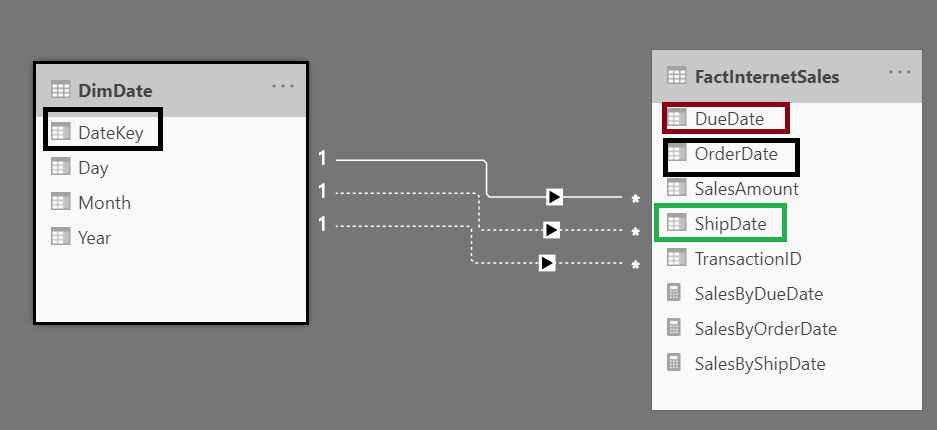 DimDate
...
DateKey
Day
Month
Year
1
1
1
*
*
*
FactInternetSales
...
DueDate
OrderDate
SalesAmount
ShipDate
TransactionID
SalesByDueDate
SalesByOrderDate
SalesByShipDate